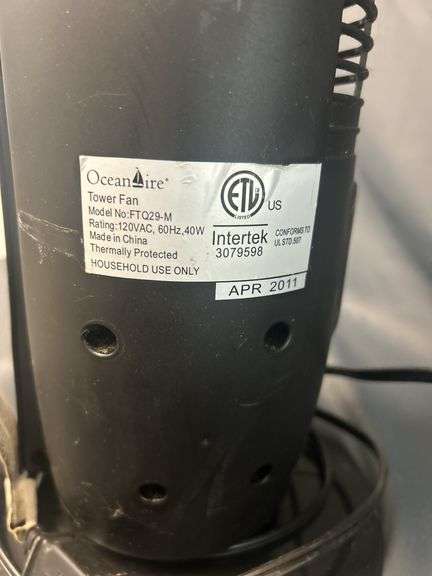 OceanAire®
Tower Fan
Model No:FTQ29-M
Rating:120VAC, 60Hz,40W
Made in China
Thermally Protected
HOUSEHOLD USE ONLY
ETL
LISTED
US
Intertek
3079598
CONFORMS TO
UL STD.507
APR 2011